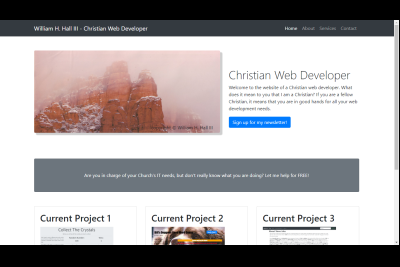 William H. Hall III - Christian Web Developer
Home About Services Contact
© William H. Hall III
Christian Web Developer
Welcome to the website of a Christian web developer. What
does it mean to you that I am a Christian? If you are a fellow
Christian, it means that you are in good hands for all your web
development needs.
Sign up for my newsletter!
Are you in charge of your Church's IT needs, but don't really know what you are doing? Let me help for FREE!
Current Project 1
Current Project 2
Current Project 3
Collect The Crystals